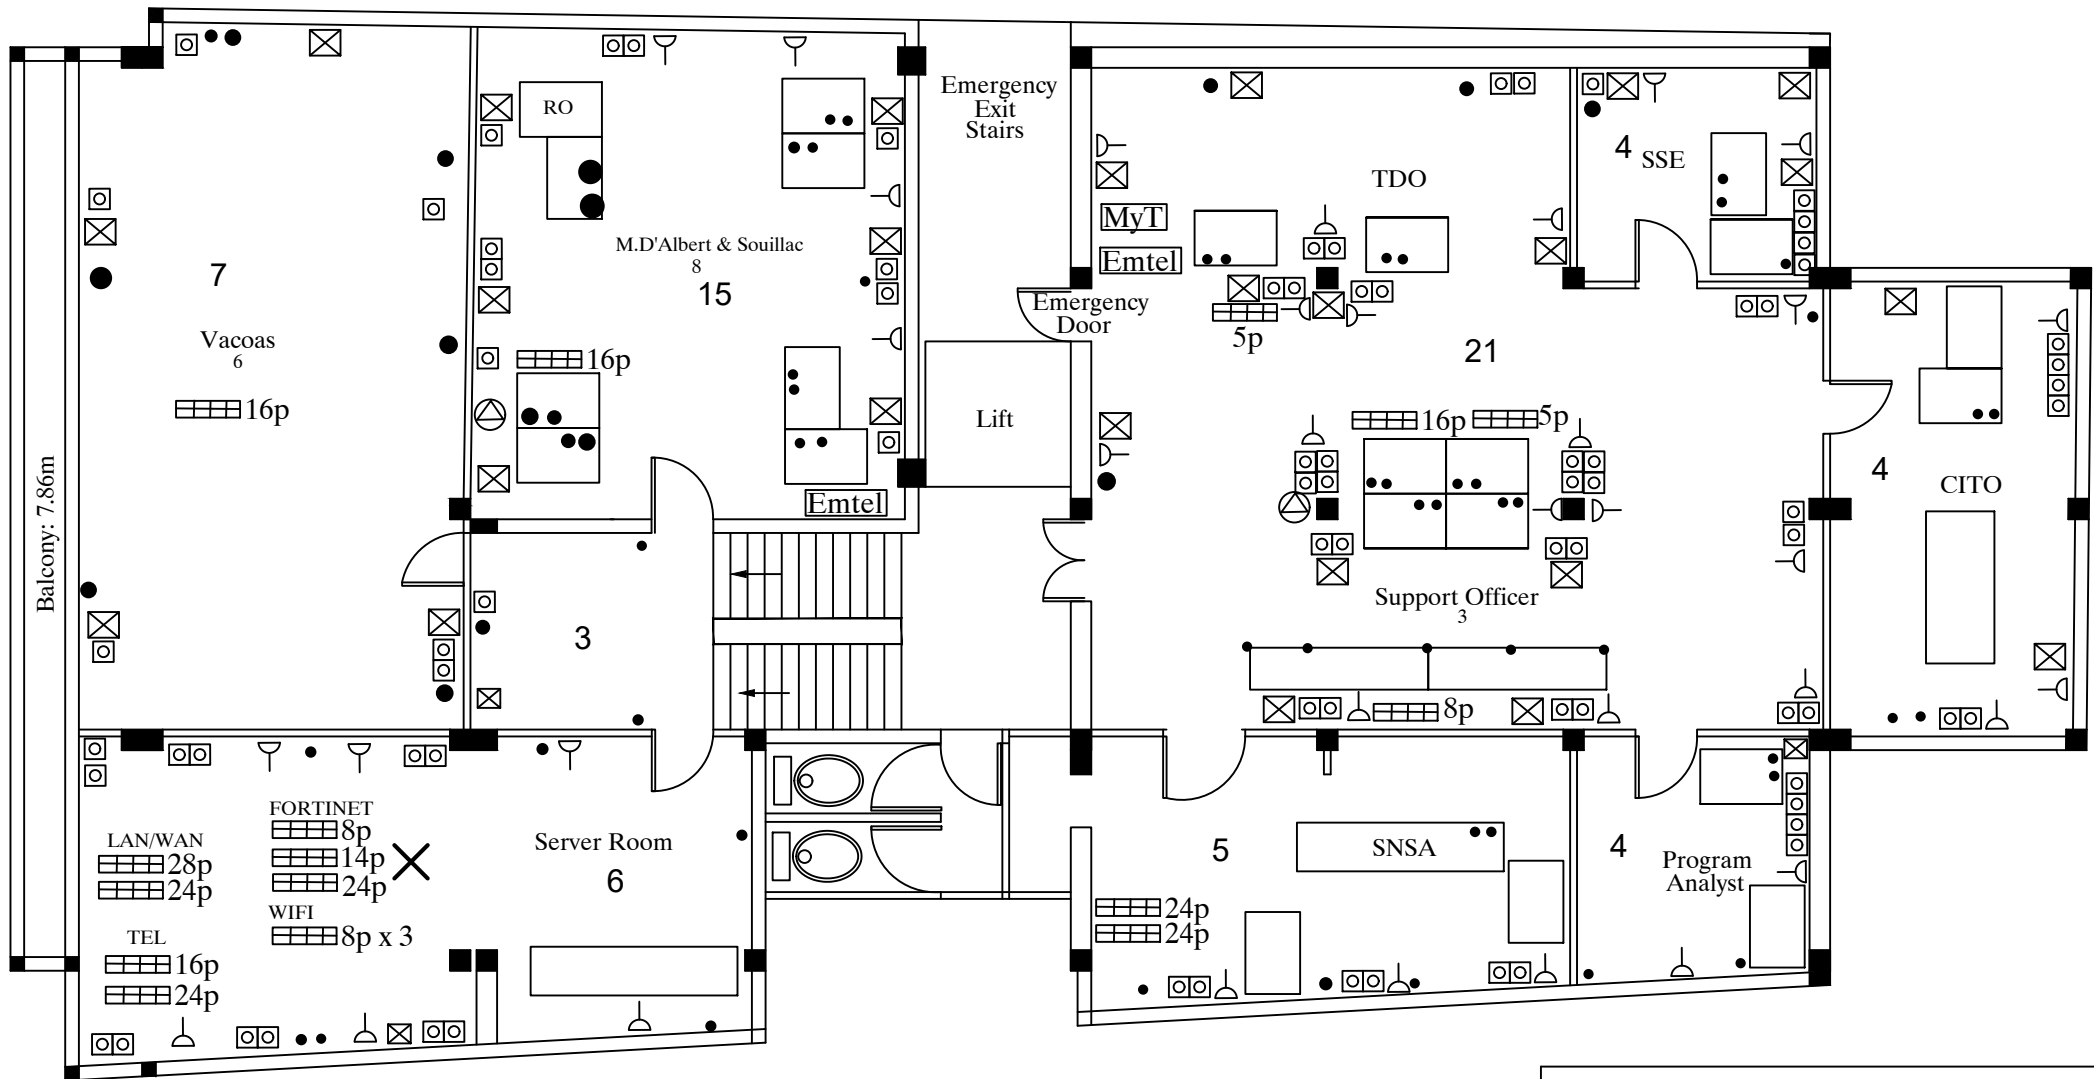 Emergency
Exit
Stairs
RO
4
SSE
TDO
MyT
Emtel
M.D'Albert & Souillac
8
15
7
Vacoas
6
16p
16p
Emergency
Door
5p
21
Lift
16p
5p
4
CITO
Balcony: 7.86m
Emtel
3
Support Officer
3
8p
FORTINET
8p
14p
24p
LAN/WAN
28p
24p
WIFI
8p x 3
TEL
16p
24p
Server Room
6
5
SNSA
24p
24p
4
Program
Analyst